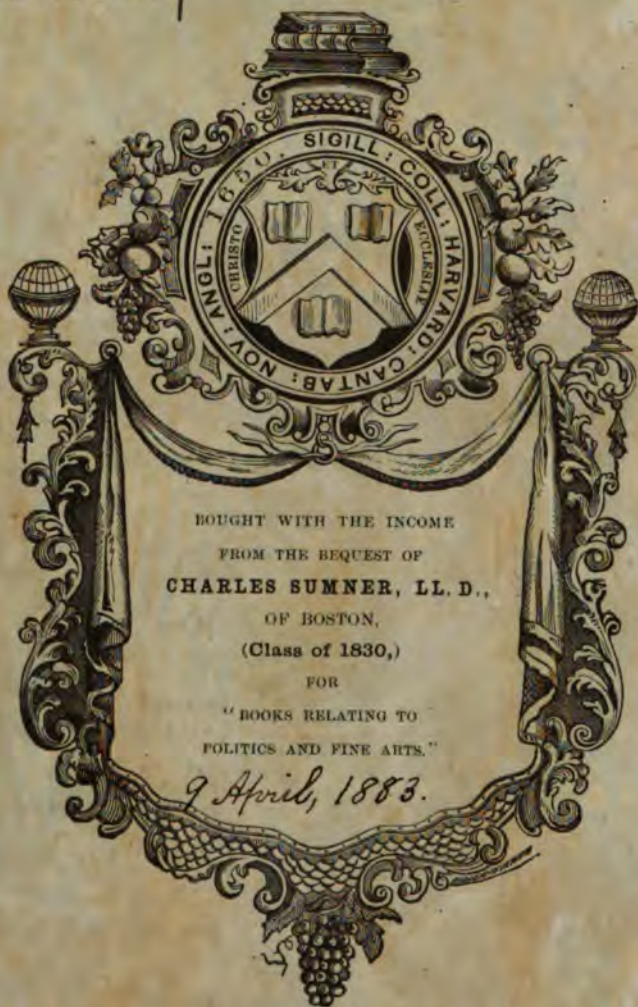 SIGILL: COLL: HARVARD: CANTAB: NOV: ANGL: 1650.
ET
CHRISTO
ECCLESIAE
BOUGHT WITH THE INCOME
FROM THE BEQUEST OF
CHARLES SUMNER, LL. D.,
OF BOSTON,
(Class of 1830,)
FOR
"BOOKS RELATING TO
POLITICS AND FINE ARTS."
9 April, 1883.